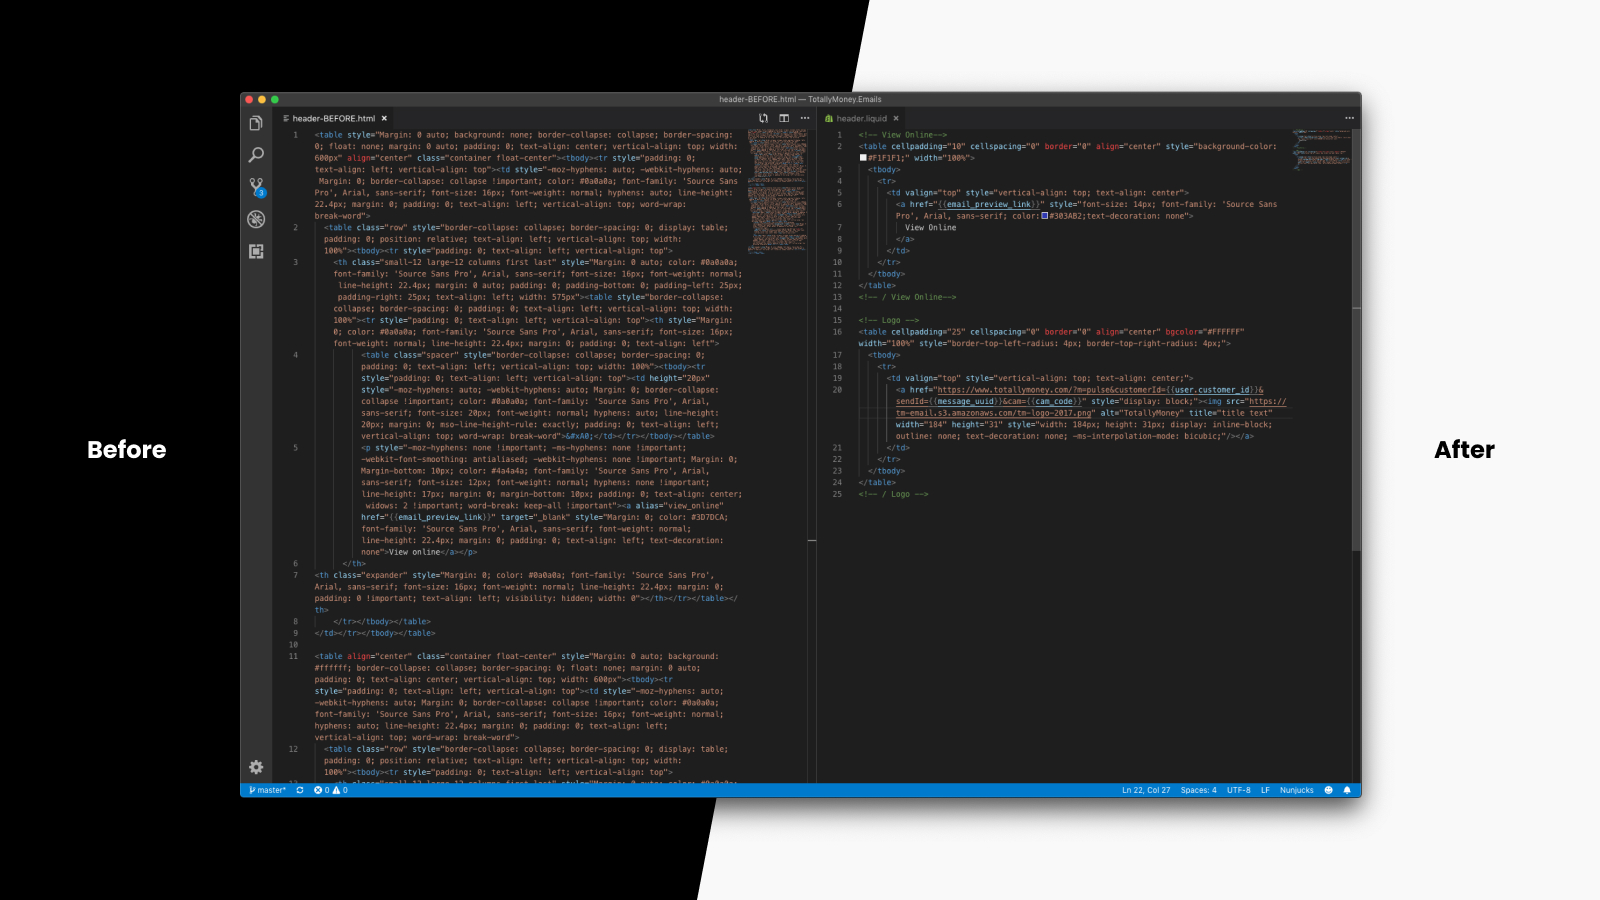 header-BEFORE.html — TotallyMoney.Emails
header-BEFORE.html ×
header.liquid ×
Before
After
3
1 <table style="Margin: 0 auto; background: none; border-collapse: collapse; border-spacing:
0; float: none; margin: 0 auto; padding: 0; text-align: center; vertical-align: top; width:
600px" align="center" class="container float-center"><tbody><tr style="padding: 0;
text-align: left; vertical-align: top"><td style="-moz-hyphens: auto; -webkit-hyphens: auto;
Margin: 0; border-collapse: collapse !important; color: #0a0a0a; font-family: 'Source Sans
Pro', Arial, sans-serif; font-size: 16px; font-weight: normal; hyphens: auto; line-height:
22.4px; margin: 0; padding: 0; text-align: left; vertical-align: top; word-wrap:
break-word">
2 <table class="row" style="border-collapse: collapse; border-spacing: 0; display: table;
padding: 0; position: relative; text-align: left; vertical-align: top; width:
100%"><tbody><tr style="padding: 0; text-align: left; vertical-align: top">
3 <th class="small-12 large-12 columns first last" style="Margin: 0 auto; color: #0a0a0a;
font-family: 'Source Sans Pro', Arial, sans-serif; font-size: 16px; font-weight: normal;
line-height: 22.4px; margin: 0 auto; padding: 0; padding-bottom: 0; padding-left: 25px;
padding-right: 25px; text-align: left; width: 575px"><table style="border-collapse:
collapse; border-spacing: 0; padding: 0; text-align: left; vertical-align: top; width:
100%"><tr style="padding: 0; text-align: left; vertical-align: top"><th style="Margin:
0; color: #0a0a0a; font-family: 'Source Sans Pro', Arial, sans-serif; font-size: 16px;
font-weight: normal; line-height: 22.4px; margin: 0; padding: 0; text-align: left">
4 <table class="spacer" style="border-collapse: collapse; border-spacing: 0;
padding: 0; text-align: left; vertical-align: top; width: 100%"><tbody><tr
style="padding: 0; text-align: left; vertical-align: top"><td height="20px"
style="-moz-hyphens: auto; -webkit-hyphens: auto; Margin: 0; border-collapse:
collapse !important; color: #0a0a0a; font-family: 'Source Sans Pro', Arial,
sans-serif; font-size: 20px; font-weight: normal; hyphens: auto; line-height:
20px; margin: 0; mso-line-height-rule: exactly; padding: 0; text-align: left;
vertical-align: top; word-wrap: break-word">&#xA0;</td></tr></tbody></table>
5 <p style="-moz-hyphens: none !important; -ms-hyphens: none !important;
-webkit-font-smoothing: antialiased; -webkit-hyphens: none !important; Margin: 0;
Margin-bottom: 10px; color: #4a4a4a; font-family: 'Source Sans Pro', Arial,
sans-serif; font-size: 12px; font-weight: normal; hyphens: none !important;
line-height: 17px; margin: 0; margin-bottom: 10px; padding: 0; text-align: center;
widows: 2 !important; word-break: keep-all !important"><a alias="view_online"
href="{{email_preview_link}}" target="_blank" style="Margin: 0; color: #3D7DCA;
font-family: 'Source Sans Pro', Arial, sans-serif; font-weight: normal;
line-height: 22.4px; margin: 0; padding: 0; text-align: left; text-decoration:
none">View online</a></p>
6 </th>
7 <th class="expander" style="Margin: 0; color: #0a0a0a; font-family: 'Source Sans Pro',
Arial, sans-serif; font-size: 16px; font-weight: normal; line-height: 22.4px; margin: 0;
padding: 0 !important; text-align: left; visibility: hidden; width: 0"></th></tr></table></
th>
8 </tr></tbody></table>
9 </td></tr></tbody></table>
10
11 <table align="center" class="container float-center" style="Margin: 0 auto; background:
#ffffff; border-collapse: collapse; border-spacing: 0; float: none; margin: 0 auto;
padding: 0; text-align: center; vertical-align: top; width: 600px"><tbody><tr
style="padding: 0; text-align: left; vertical-align: top"><td style="-moz-hyphens: auto;
-webkit-hyphens: auto; Margin: 0; border-collapse: collapse !important; color: #0a0a0a;
font-family: 'Source Sans Pro', Arial, sans-serif; font-size: 16px; font-weight: normal;
hyphens: auto; line-height: 22.4px; margin: 0; padding: 0; text-align: left;
vertical-align: top; word-wrap: break-word">
12 <table class="row" style="border-collapse: collapse; border-spacing: 0; display: table;
padding: 0; position: relative; text-align: left; vertical-align: top; width:
100%"><tbody><tr style="padding: 0; text-align: left; vertical-align: top">
1 <!-- View Online-->
2 <table cellpadding="10" cellspacing="0" border="0" align="center" style="background-color:
#F1F1F1;" width="100%">
3 <tbody>
4 <tr>
5 <td valign="top" style="vertical-align: top; text-align: center">
6 <a href="{{email_preview_link}}" style="font-size: 14px; font-family: 'Source Sans
Pro', Arial, sans-serif; color:#303AB2;text-decoration: none">
7 View Online
8 </a>
9 </td>
10 </tr>
11 </tbody>
12 </table>
13 <!-- / View Online-->
14
15 <!-- Logo -->
16 <table cellpadding="25" cellspacing="0" border="0" align="center" bgcolor="#FFFFFF"
width="100%" style="border-top-left-radius: 4px; border-top-right-radius: 4px;">
17 <tbody>
18 <tr>
19 <td valign="top" style="vertical-align: top; text-align: center;">
20 <a href="https://www.totallymoney.com/?m=pulse&customerId={{user.customer_id}}&
sendId={{message_uuid}}&cam={{cam_code}}" style="display: block;"><img src="https://
tm-email.s3.amazonaws.com/tm-logo-2017.png" alt="TotallyMoney" title="title text"
width="184" height="31" style="width: 184px; height: 31px; display: inline-block;
outline: none; text-decoration: none; -ms-interpolation-mode: bicubic;"/></a>
21 </td>
22 </tr>
23 </tbody>
24 </table>
25 <!-- / Logo -->
master* 0 0
Ln 22, Col 27 Spaces: 4 UTF-8 LF Nunjucks